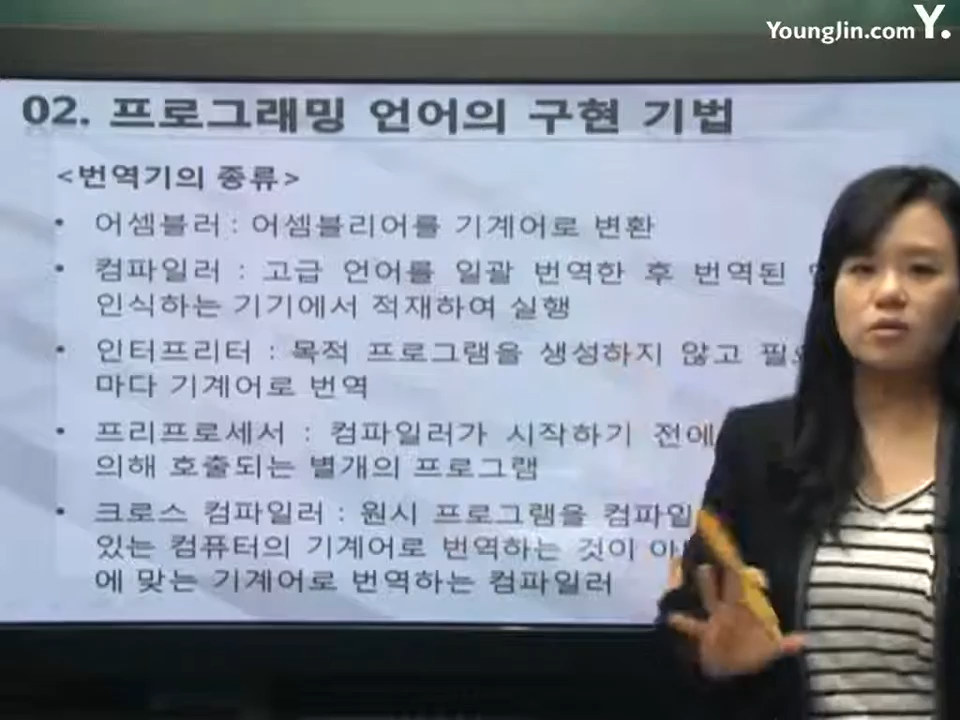 YoungJin.com Y.
02. 프로그래밍 언어의 구현 기법
<번역기의 종류>
• 어셈블러 : 어셈블리어를 기계어로 변환
• 컴파일러 : 고급 언어를 일괄 번역한 후 번역된
인식하는 기기에서 적재하여 실행
• 인터프리터 : 목적 프로그램을 생성하지 않고
마다 기계어로 번역
• 프리프로세서 : 컴파일러가 시작하기 전에
의해 호출되는 별개의 프로그램
• 크로스 컴파일러 : 원시 프로그램을
있는 컴퓨터의 기계어로 번역하는 것이
에 맞는 기계어로 번역하는 컴파일러